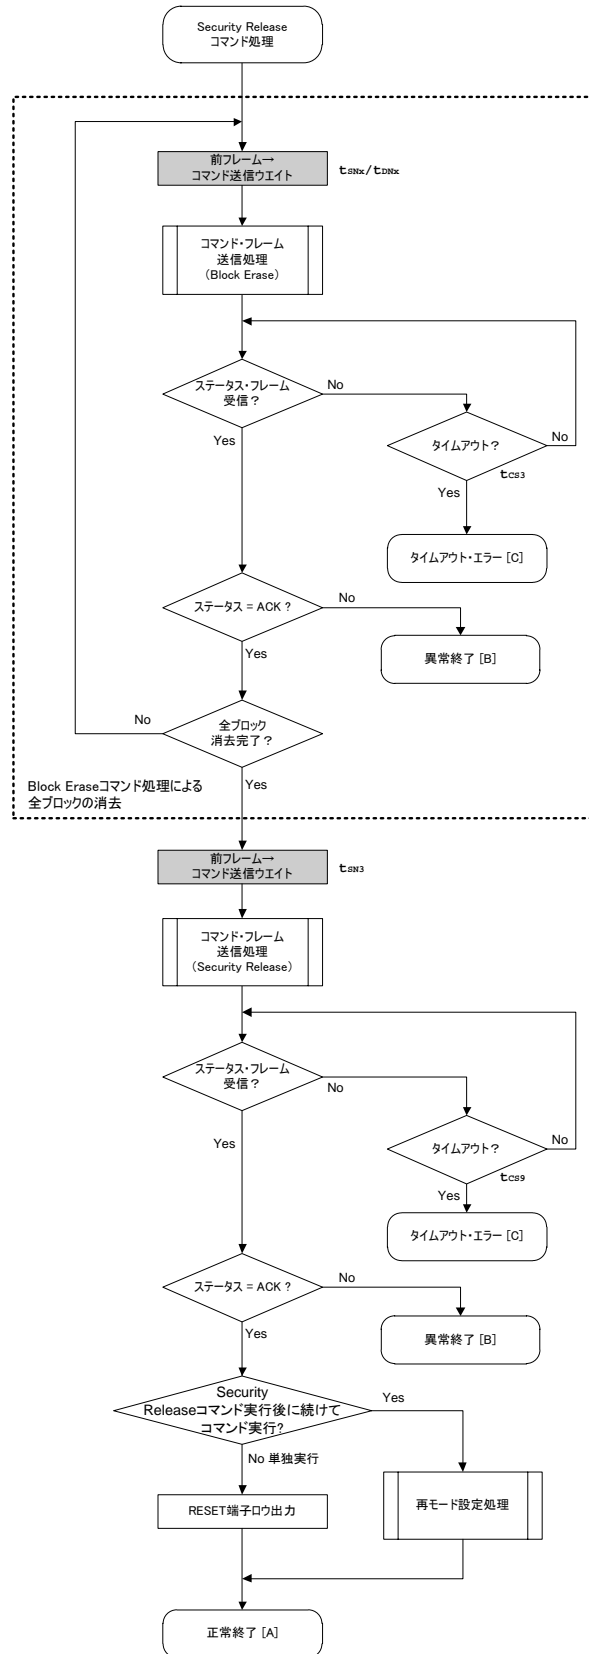 Security Release
コマンド処理
前フレーム→
コマンド送信ウエイト
tSNx/tDNx
コマンド・フレーム
送信処理
（Block Erase）
ステータス・フレーム
受信？
No
Yes
タイムアウト？
No
tCS3
Yes
タイムアウト・エラー [C]
ステータス = ACK ?
No
Yes
異常終了 [B]
全ブロック
消去完了？
No
Yes
Block Eraseコマンド処理による
全ブロックの消去
前フレーム→
コマンド送信ウエイト
tSN3
コマンド・フレーム
送信処理
（Security Release）
ステータス・フレーム
受信？
No
Yes
タイムアウト？
No
tCS9
Yes
タイムアウト・エラー [C]
ステータス = ACK ?
No
Yes
異常終了 [B]
Security
Releaseコマンド実行後に続けて
コマンド実行?
Yes
No 単独実行
RESET端子ロウ出力
再モード設定処理
正常終了 [A]